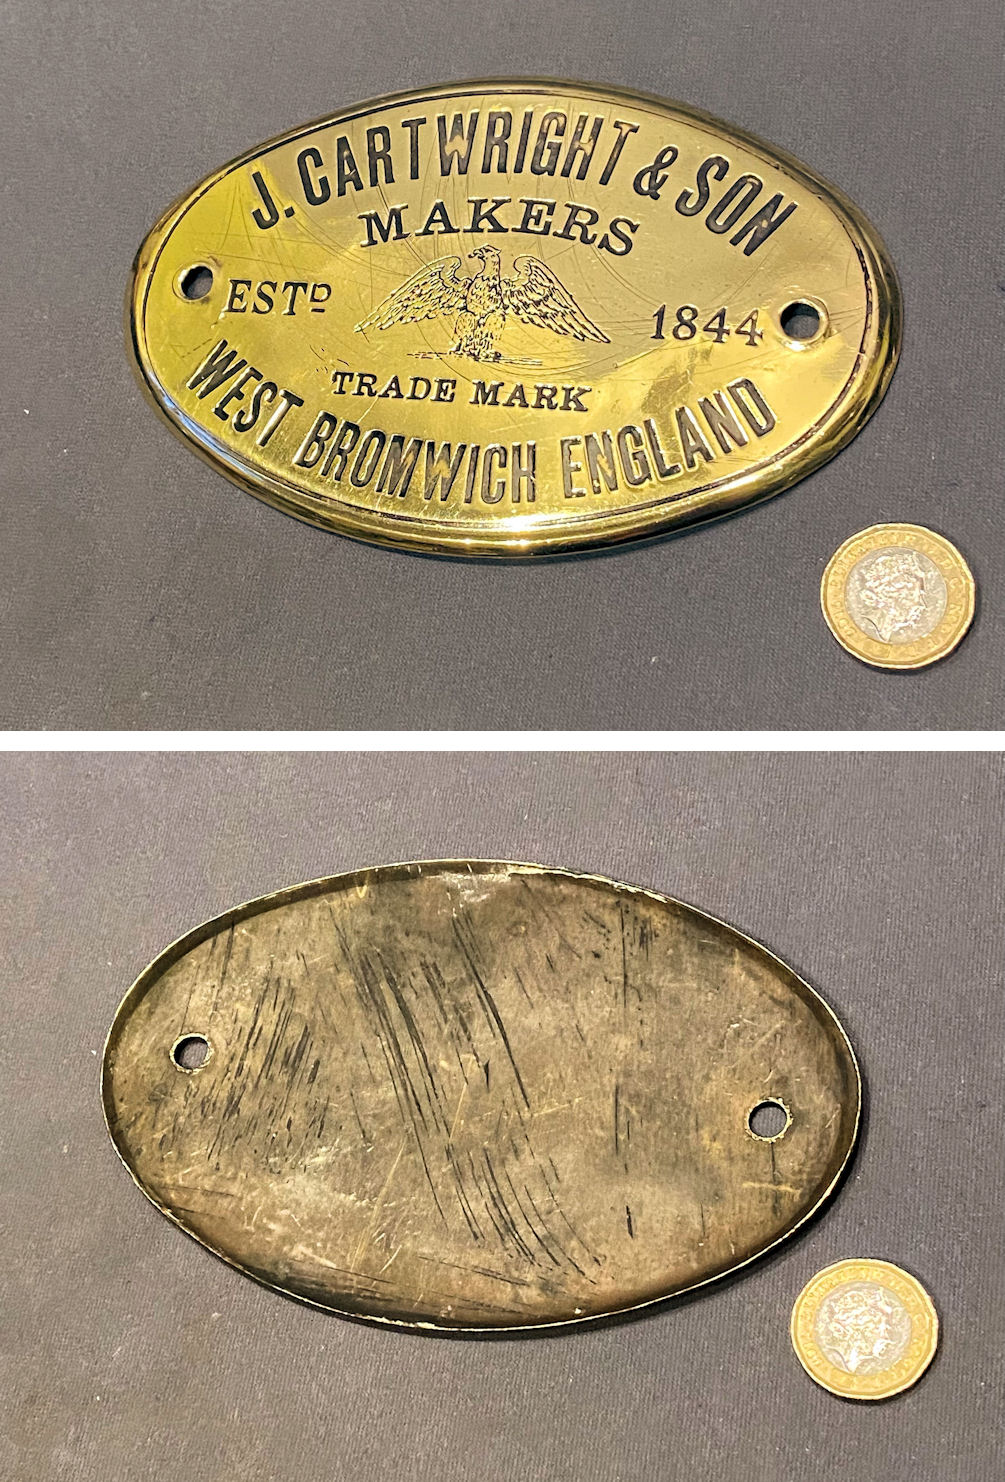 J. CARTWRIGHT & SON
MAKERS
ESTD 1844
TRADE MARK
WEST BROMWICH ENGLAND